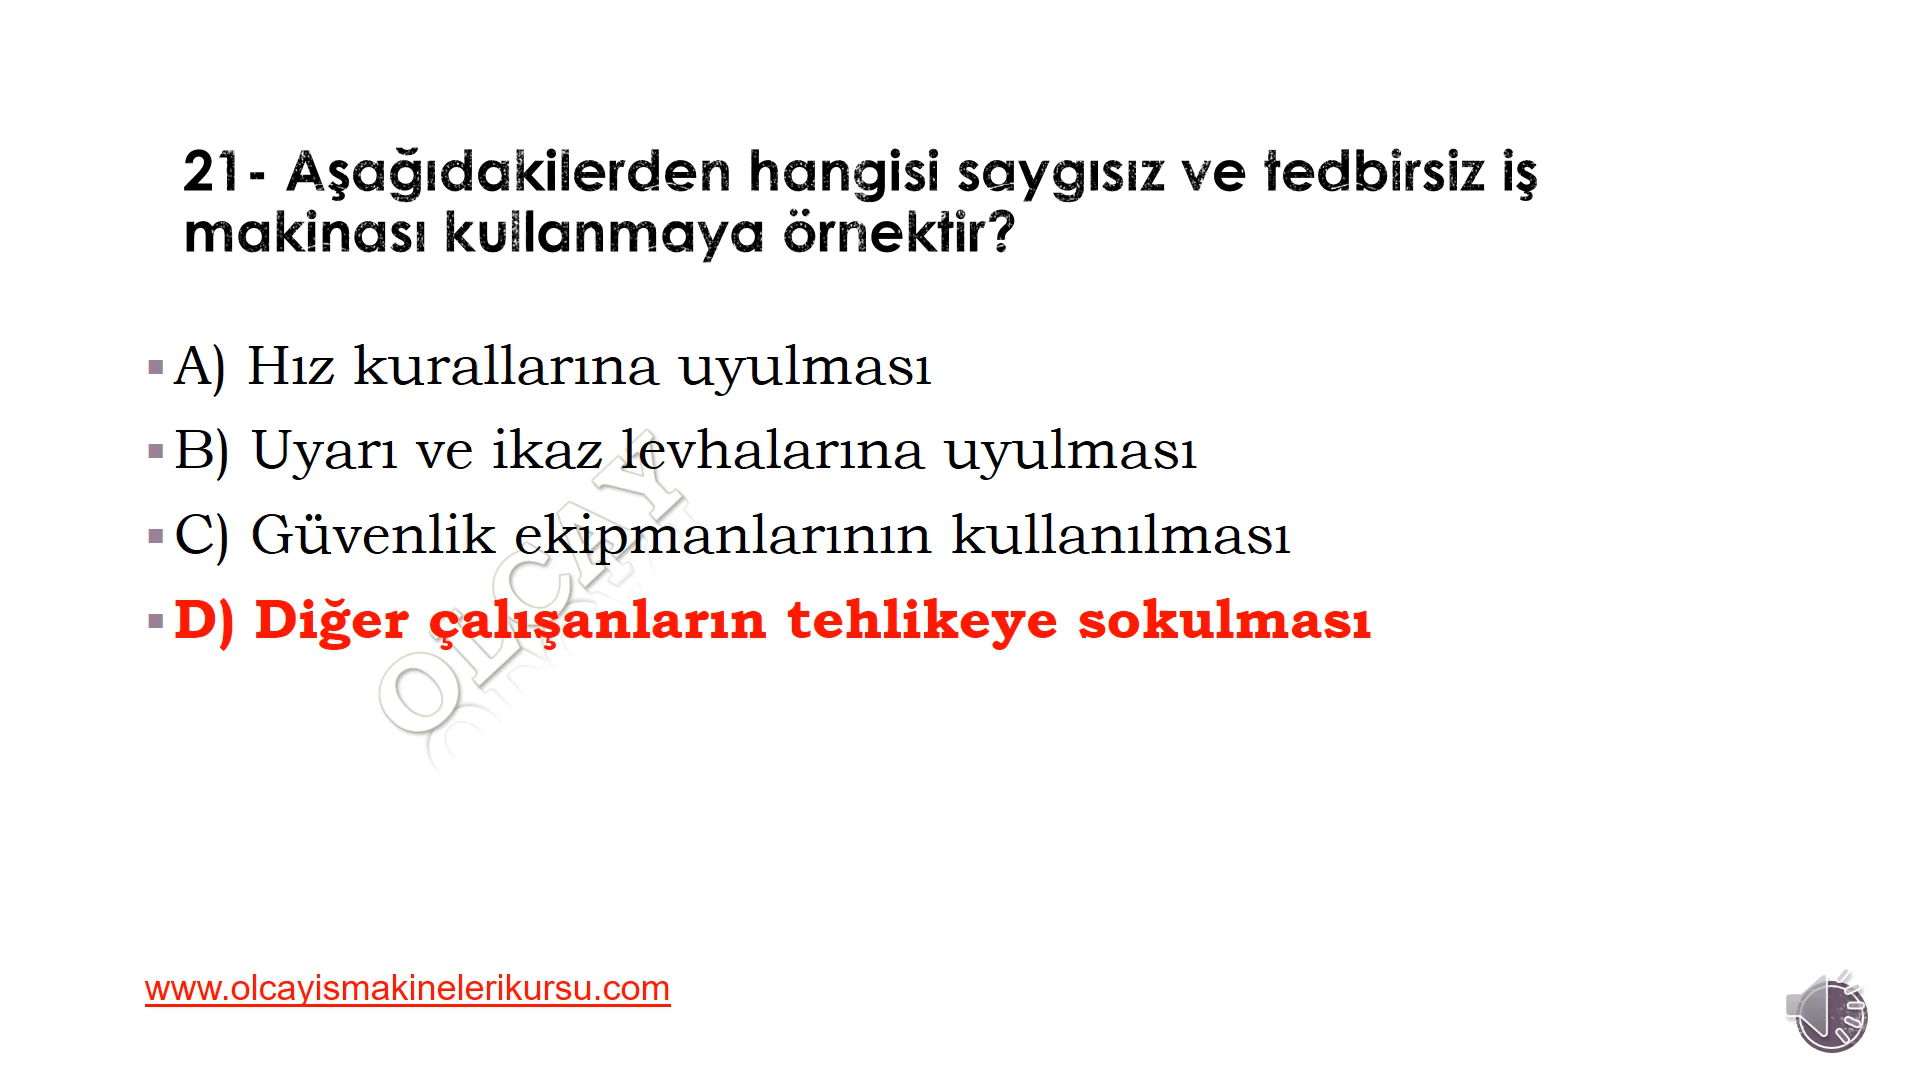 21- Aşağıdakilerden hangisi saygısız ve tedbirsiz iş
makinası kullanmaya örnektir?
A) Hız kurallarına uyulması
B) Uyarı ve ikaz levhalarına uyulması
C) Güvenlik ekipmanlarının kullanılması
D) Diğer çalışanların tehlikeye sokulması
OLCAY
www.olcayismakinelerikursu.com